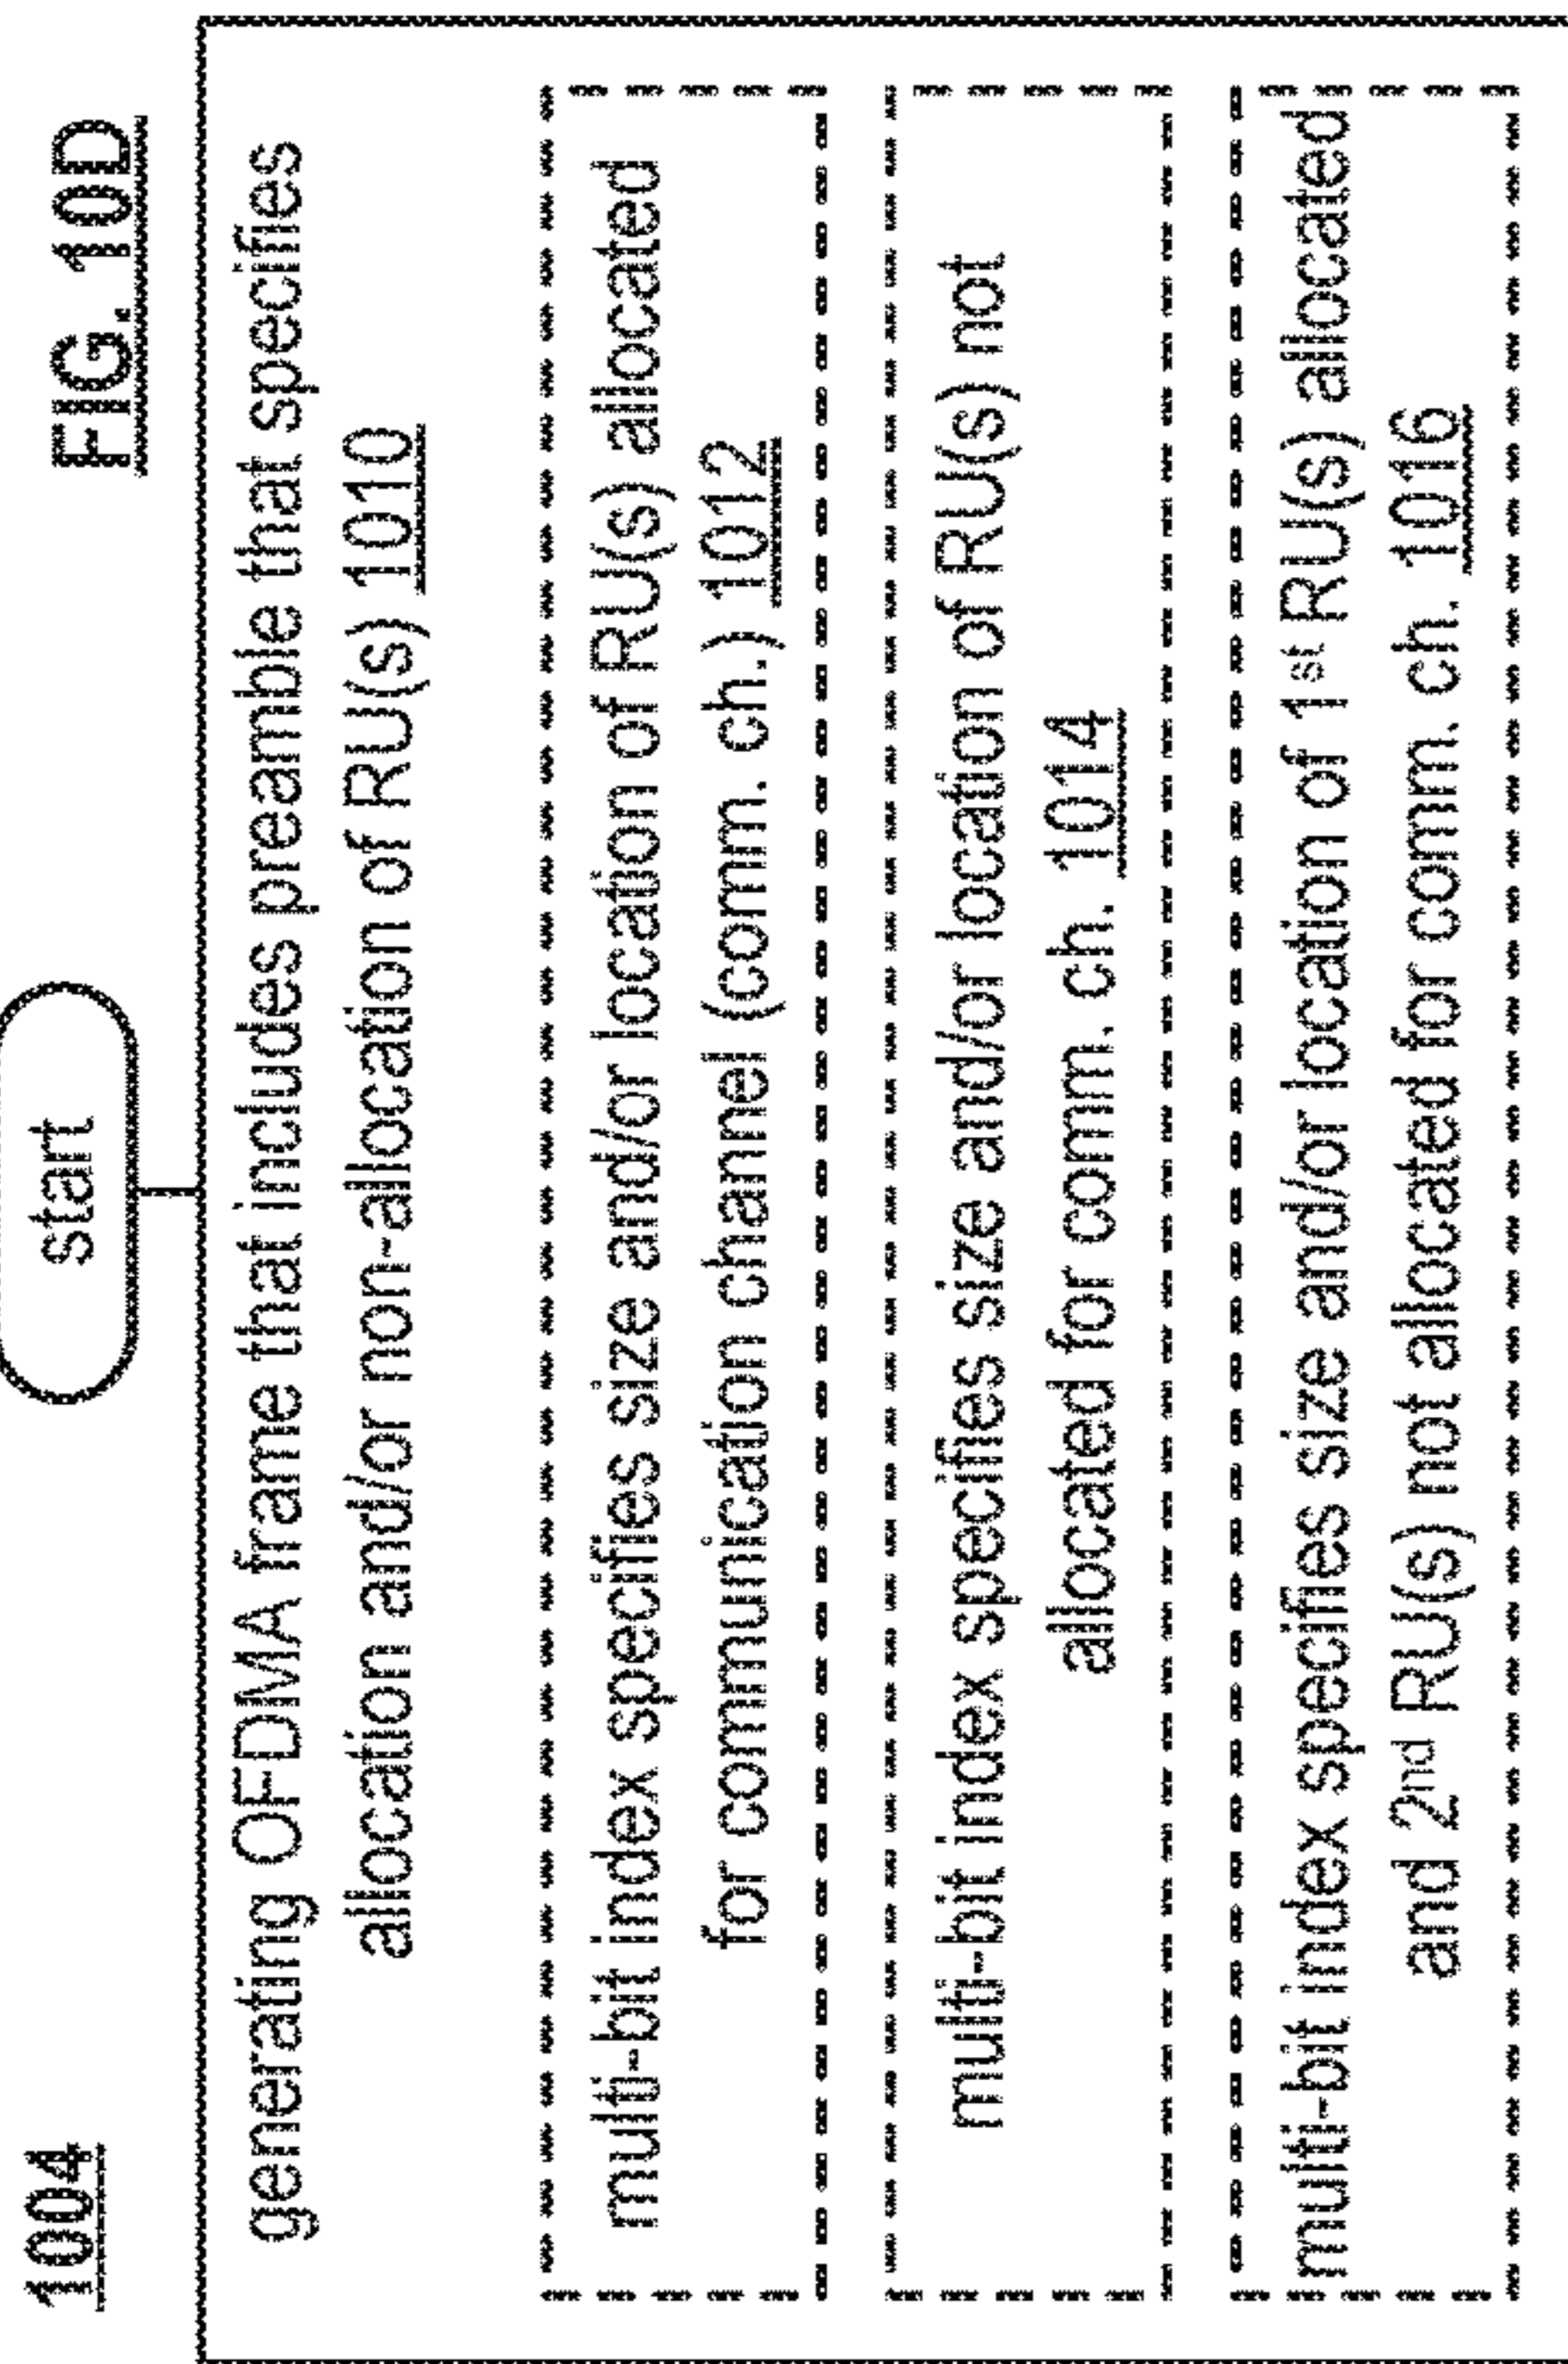 1004
FIG. 10D
start
generating OFDMA frame that includes preamble that specifies
allocation and/or non-allocation of RU(s) 1010
multi-bit index specifies size and/or location of RU(s) allocated
for communication channel (comm. ch.) 1012
multi-bit index specifies size and/or location of RU(s) not
allocated for comm. ch. 1014
multi-bit index specifies size and/or location of 1st RU(s) allocated
and 2nd RU(s) not allocated for comm. ch. 1016